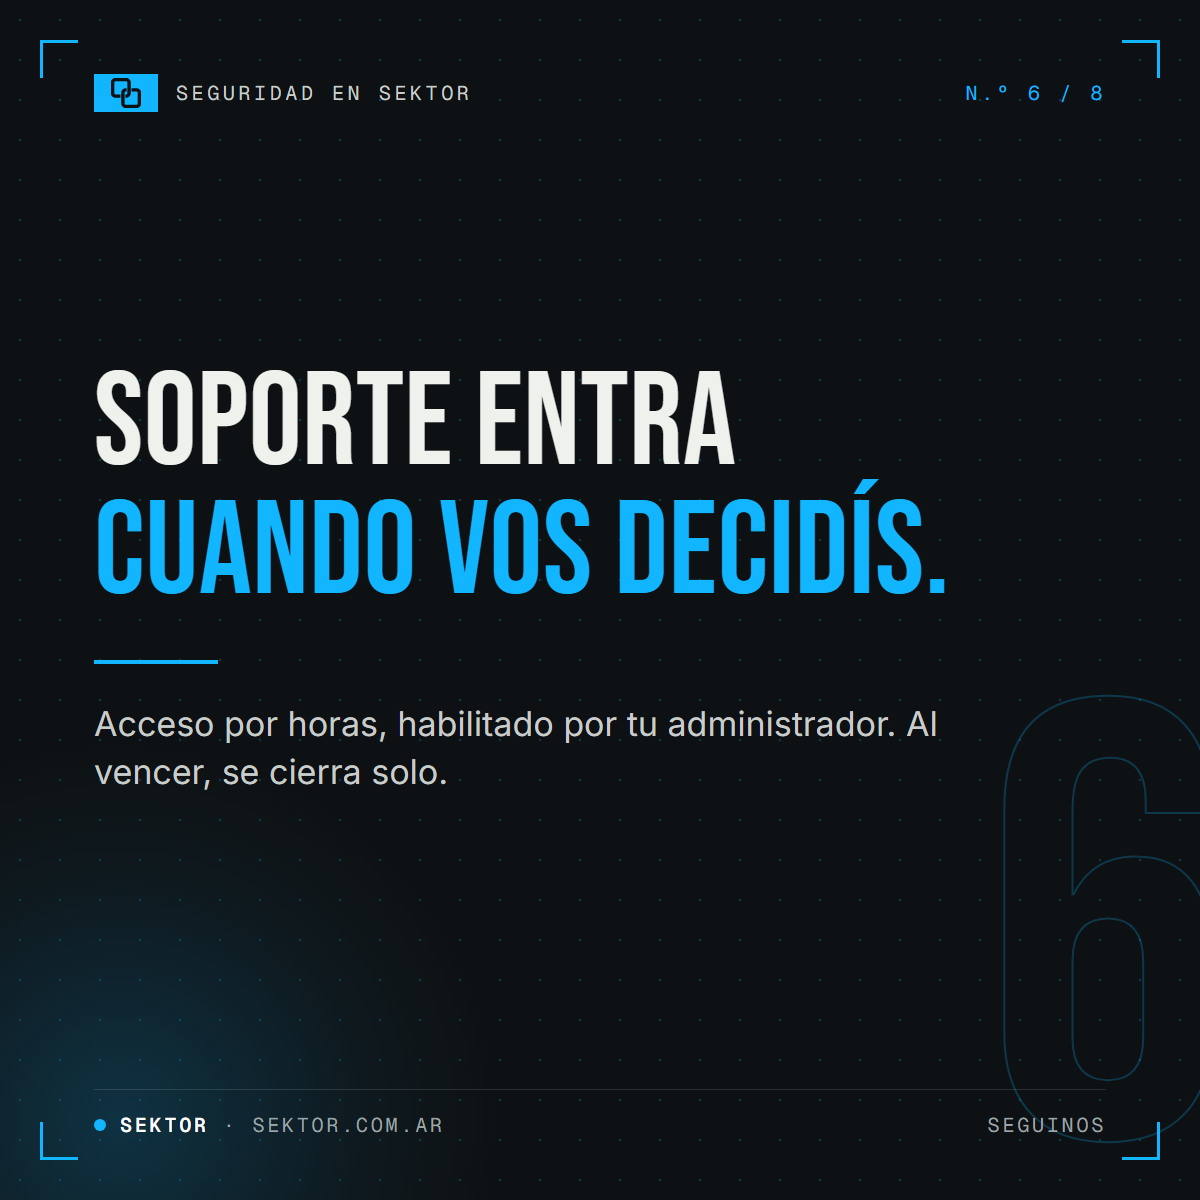 SEGURIDAD EN SEKTOR
N.º 6 / 8
SOPORTE ENTRA
CUANDO VOS DECIDÍS.
Acceso por horas, habilitado por tu administrador. Al
vencer, se cierra solo.
6
SEKTOR · SEKTOR.COM.AR
SEGUINOS